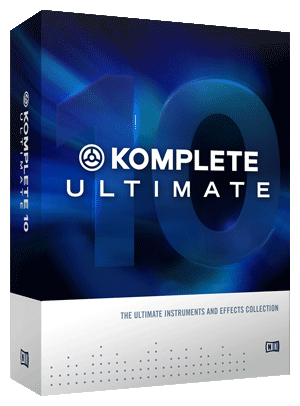 10
KOMPLETE
ULTIMATE
THE ULTIMATE INSTRUMENTS AND EFFECTS COLLECTION
KOMPLETE 10
ULTIMATE